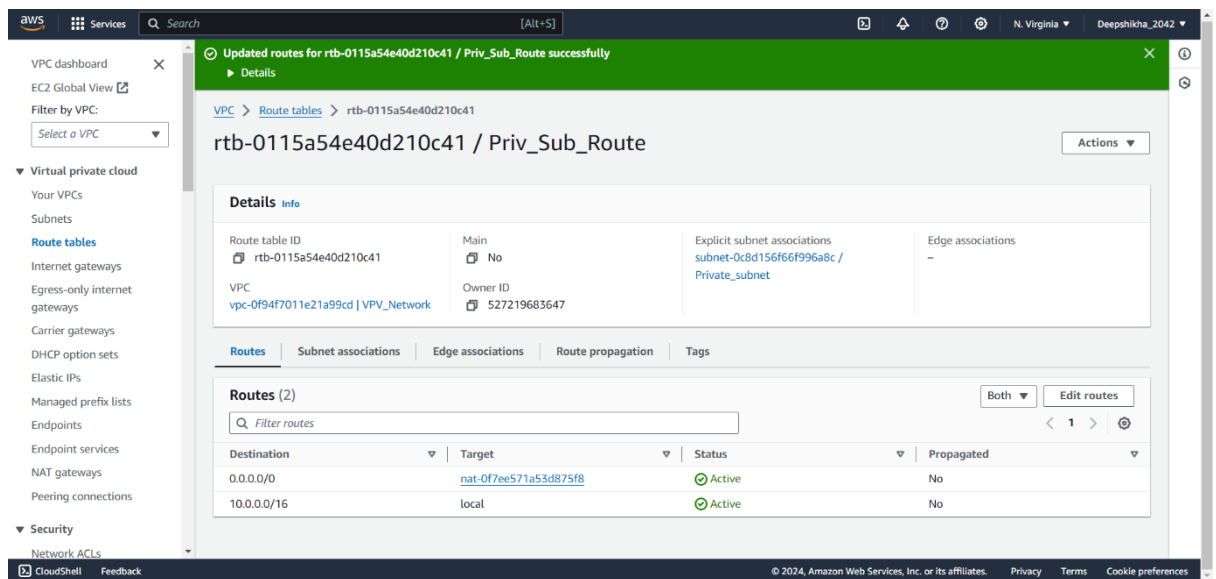 aws
Services
Search
[Alt+S]
N. Virginia
Deepshikha_2042
VPC dashboard
EC2 Global View
Filter by VPC:
Select a VPC
Virtual private cloud
Your VPCs
Subnets
Route tables
Internet gateways
Egress-only internet
gateways
Carrier gateways
DHCP option sets
Elastic IPs
Managed prefix lists
Endpoints
Endpoint services
NAT gateways
Peering connections
Security
Network ACLs
Updated routes for rtb-0115a54e40d210c41 / Priv_Sub_Route successfully
Details
VPC > Route tables > rtb-0115a54e40d210c41
rtb-0115a54e40d210c41 / Priv_Sub_Route
Actions
Details Info
Route table ID
rtb-0115a54e40d210c41
Main
No
Explicit subnet associations
subnet-0c8d156f66f996a8c /
Private_subnet
Edge associations
–
VPC
vpc-0f94f7011e21a99cd | VPV_Network
Owner ID
527219683647
Routes
Subnet associations
Edge associations
Route propagation
Tags
Routes (2)
Both
Edit routes
Filter routes
< 1 >
Destination Target Status Propagated
0.0.0.0/0 nat-0f7ee571a53d875f8 Active No
10.0.0.0/16 local Active No
CloudShell Feedback
© 2024, Amazon Web Services, Inc. or its affiliates. Privacy Terms Cookie preferences